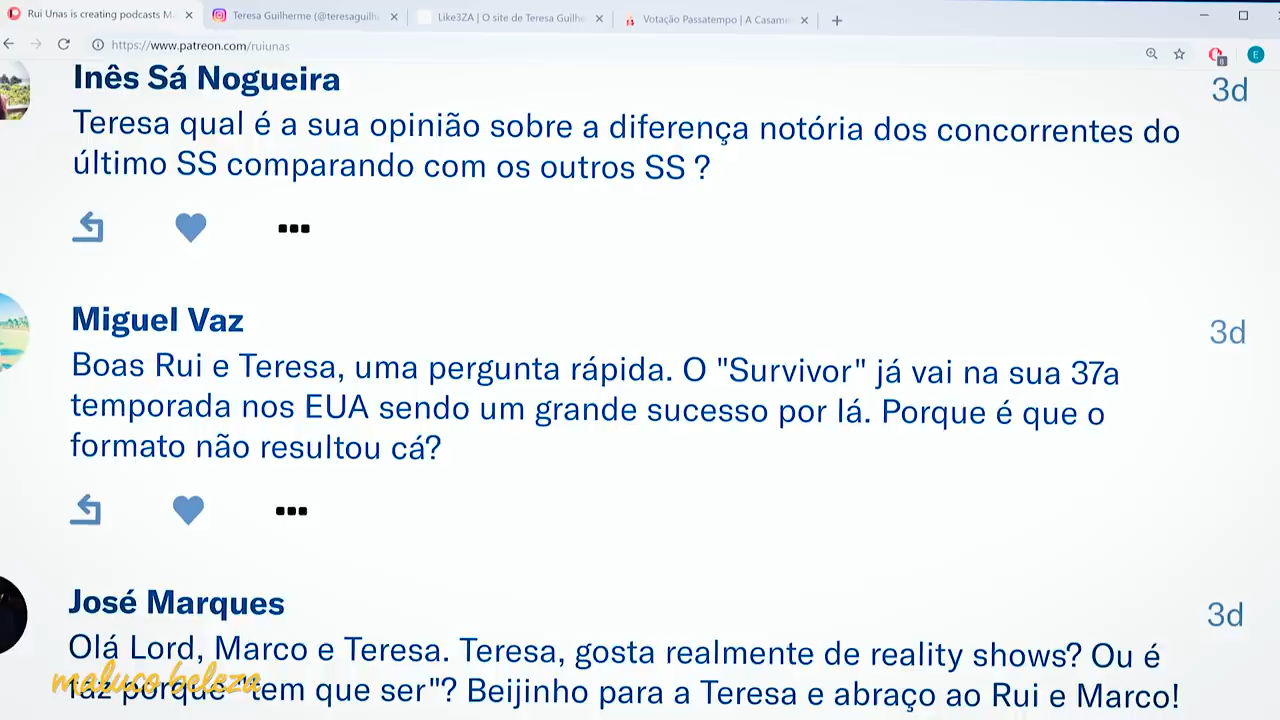 Rui Unas is creating podcasts M
Teresa Guilherme (@teresaguilh
Like3ZA | O site de Teresa Guilhe
Votação Passatempo | A Casame
https://www.patreon.com/ruiunas
E
Inês Sá Nogueira
3d
Teresa qual é a sua opinião sobre a diferença notória dos concorrentes do
último SS comparando com os outros SS ?
Miguel Vaz
3d
Boas Rui e Teresa, uma pergunta rápida. O "Survivor" já vai na sua 37a
temporada nos EUA sendo um grande sucesso por lá. Porque é que o
formato não resultou cá?
José Marques
3d
Olá Lord, Marco e Teresa. Teresa, gosta realmente de reality shows? Ou é
faz porque "tem que ser"? Beijinho para a Teresa e abraço ao Rui e Marco!
maluco beleza